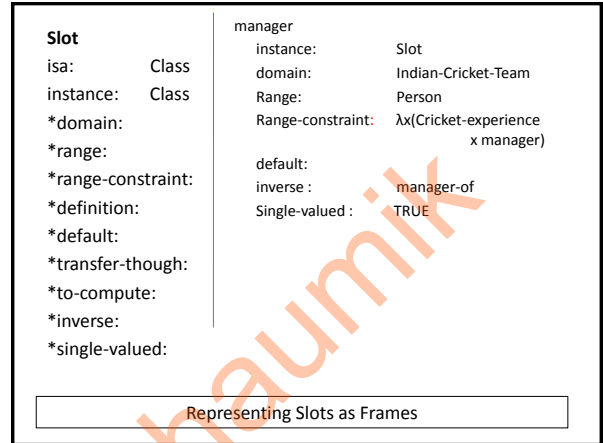 Slot
isa: Class
instance: Class
*domain:
*range:
*range-constraint:
*definition:
*default:
*transfer-though:
*to-compute:
*inverse:
*single-valued:
manager
instance: Slot
domain: Indian-Cricket-Team
Range: Person
Range-constraint: λx(Cricket-experience
x manager)
default:
inverse : manager-of
Single-valued : TRUE
Representing Slots as Frames
haumik